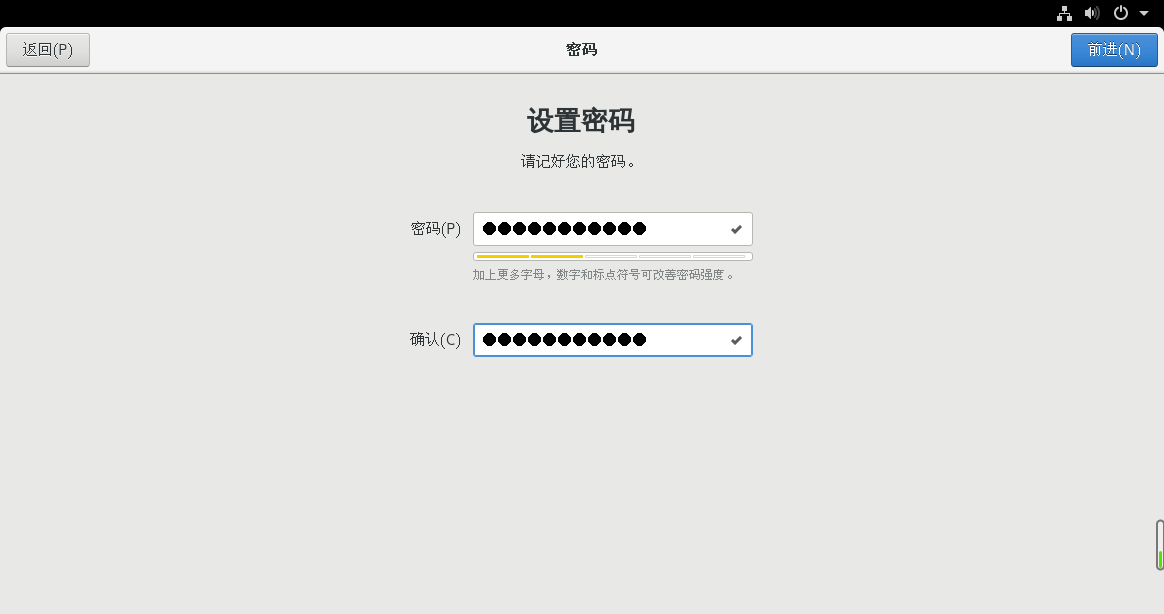 返回(P)
密码
前进(N)
设置密码
请记好您的密码。
密码(P)
加上更多字母，数字和标点符号可改善密码强度。
确认(C)